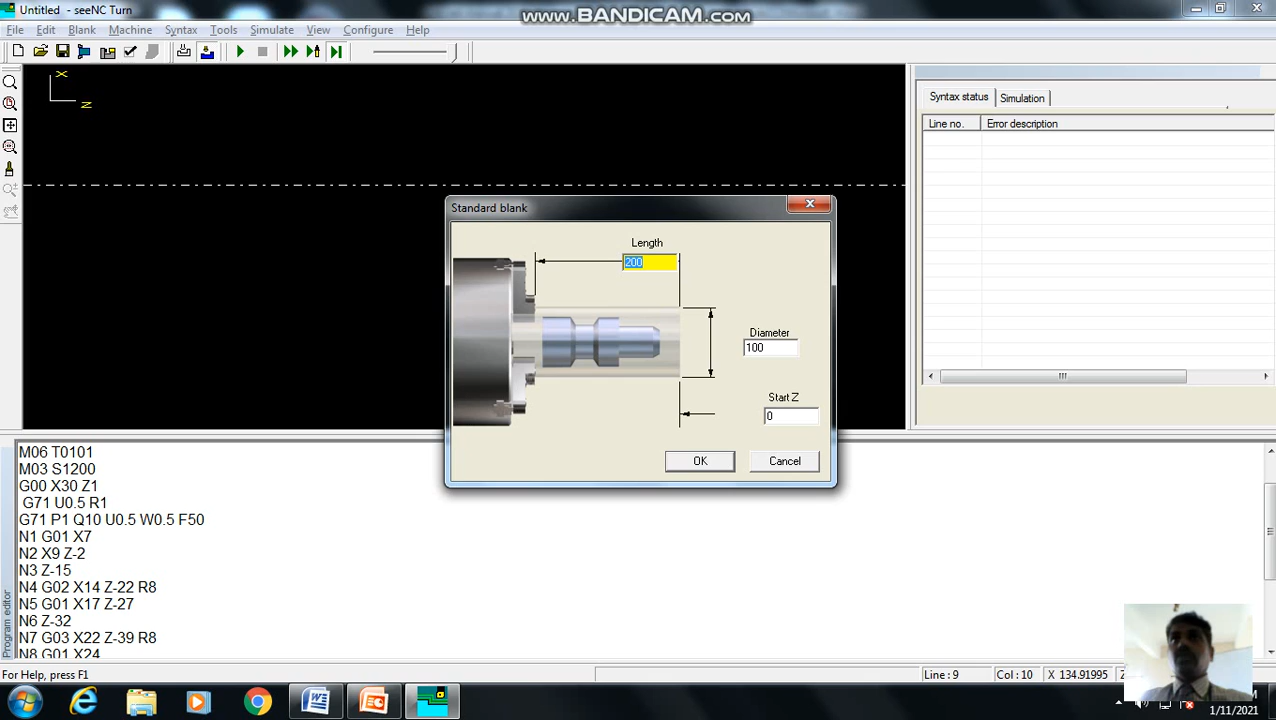 Untitled - seeNC Turn
www.BANDICAM.com
File Edit Blank Machine Syntax Tools Simulate View Configure Help
X
Z
Syntax status Simulation
Line no. Error description
Standard blank
Length
200
Diameter
100
Start Z
0
OK Cancel
M06 T0101
M03 S1200
G00 X30 Z1
G71 U0.5 R1
G71 P1 Q10 U0.5 W0.5 F50
N1 G01 X7
N2 X9 Z-2
N3 Z-15
N4 G02 X14 Z-22 R8
N5 G01 X17 Z-27
N6 Z-32
N7 G03 X22 Z-39 R8
N8 G01 X24
Program editor
For Help, press F1
Line : 9 Col : 10 X 134.91995 Z
1/11/2021